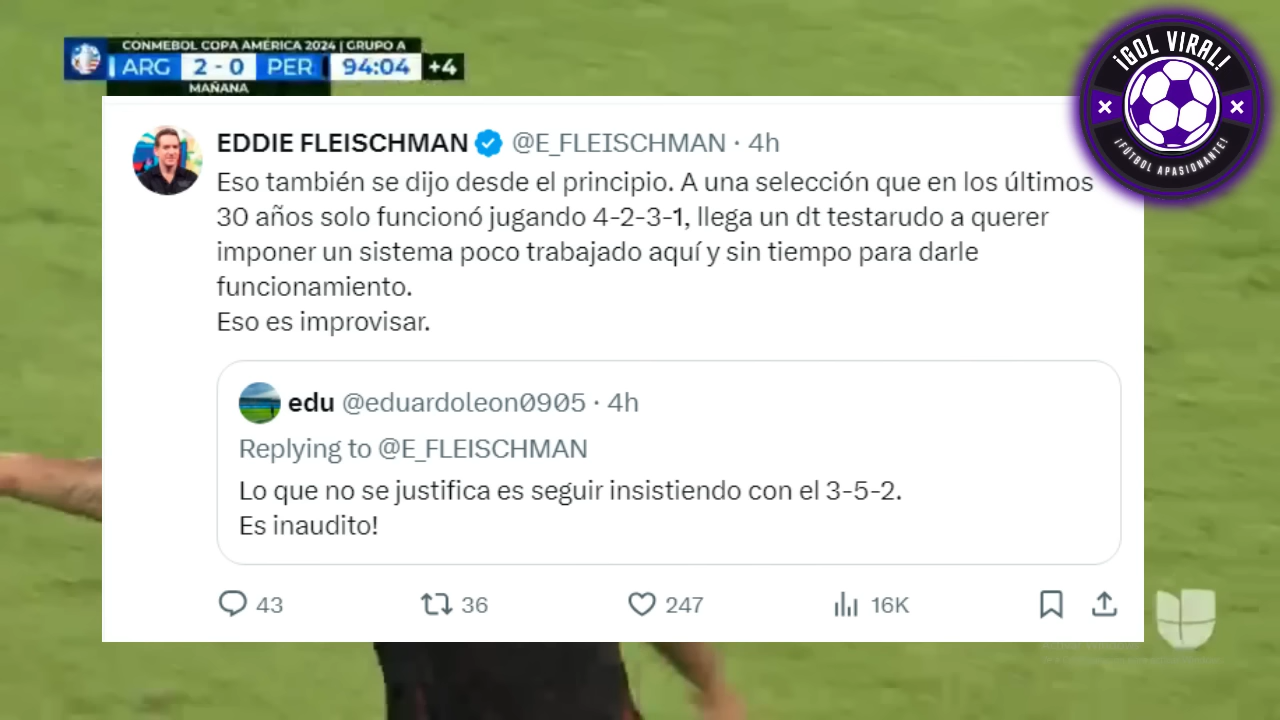 CONMEBOL COPA AMÉRICA 2024 | GRUPO A
ARG 2 - 0 PER 94:04 +4
MAÑANA
¡GOL VIRAL!
¡FÚTBOL APASIONANTE!
EDDIE FLEISCHMAN @E_FLEISCHMAN · 4h
Eso también se dijo desde el principio. A una selección que en los últimos
30 años solo funcionó jugando 4-2-3-1, llega un dt testarudo a querer
imponer un sistema poco trabajado aquí y sin tiempo para darle
funcionamiento.
Eso es improvisar.
edu @eduardoleon0905 · 4h
Replying to @E_FLEISCHMAN
Lo que no se justifica es seguir insistiendo con el 3-5-2.
Es inaudito!
43 36 247 16K